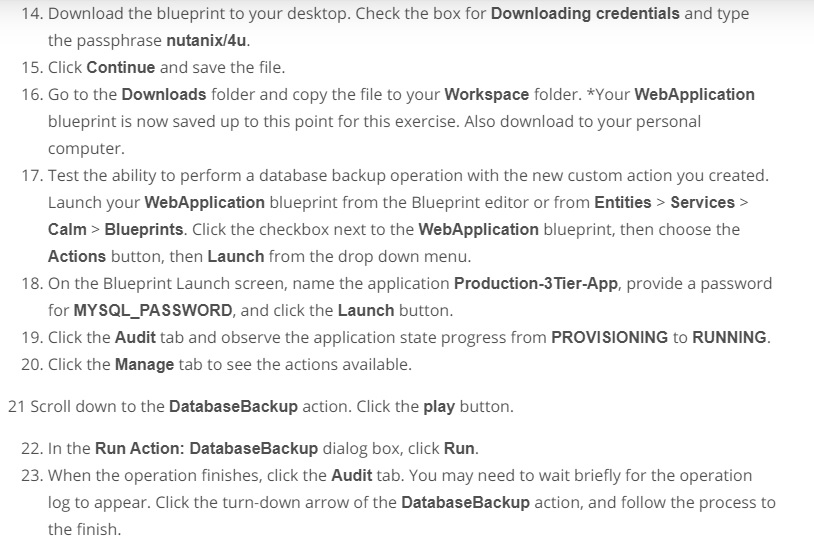 14. Download the blueprint to your desktop. Check the box for Downloading credentials and type
the passphrase nutanix/4u.
15. Click Continue and save the file.
16. Go to the Downloads folder and copy the file to your Workspace folder. *Your WebApplication
blueprint is now saved up to this point for this exercise. Also download to your personal
computer.
17. Test the ability to perform a database backup operation with the new custom action you created.
Launch your WebApplication blueprint from the Blueprint editor or from Entities > Services >
Calm > Blueprints. Click the checkbox next to the WebApplication blueprint, then choose the
Actions button, then Launch from the drop down menu.
18. On the Blueprint Launch screen, name the application Production-3Tier-App, provide a password
for MYSQL_PASSWORD, and click the Launch button.
19. Click the Audit tab and observe the application state progress from PROVISIONING to RUNNING.
20. Click the Manage tab to see the actions available.
21 Scroll down to the DatabaseBackup action. Click the play button.
22. In the Run Action: DatabaseBackup dialog box, click Run.
23. When the operation finishes, click the Audit tab. You may need to wait briefly for the operation
log to appear. Click the turn-down arrow of the DatabaseBackup action, and follow the process to
the finish.